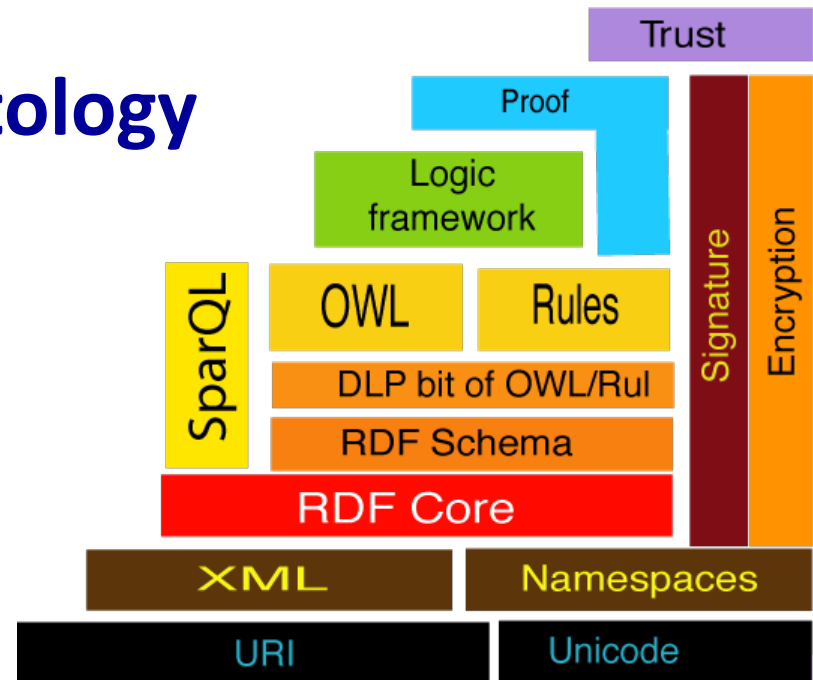 Trust
tology
Proof
Logic
framework
Signature
Encryption
SparQL
OWL
Rules
DLP bit of OWL/Rul
RDF Schema
RDF Core
XML
Namespaces
URI
Unicode